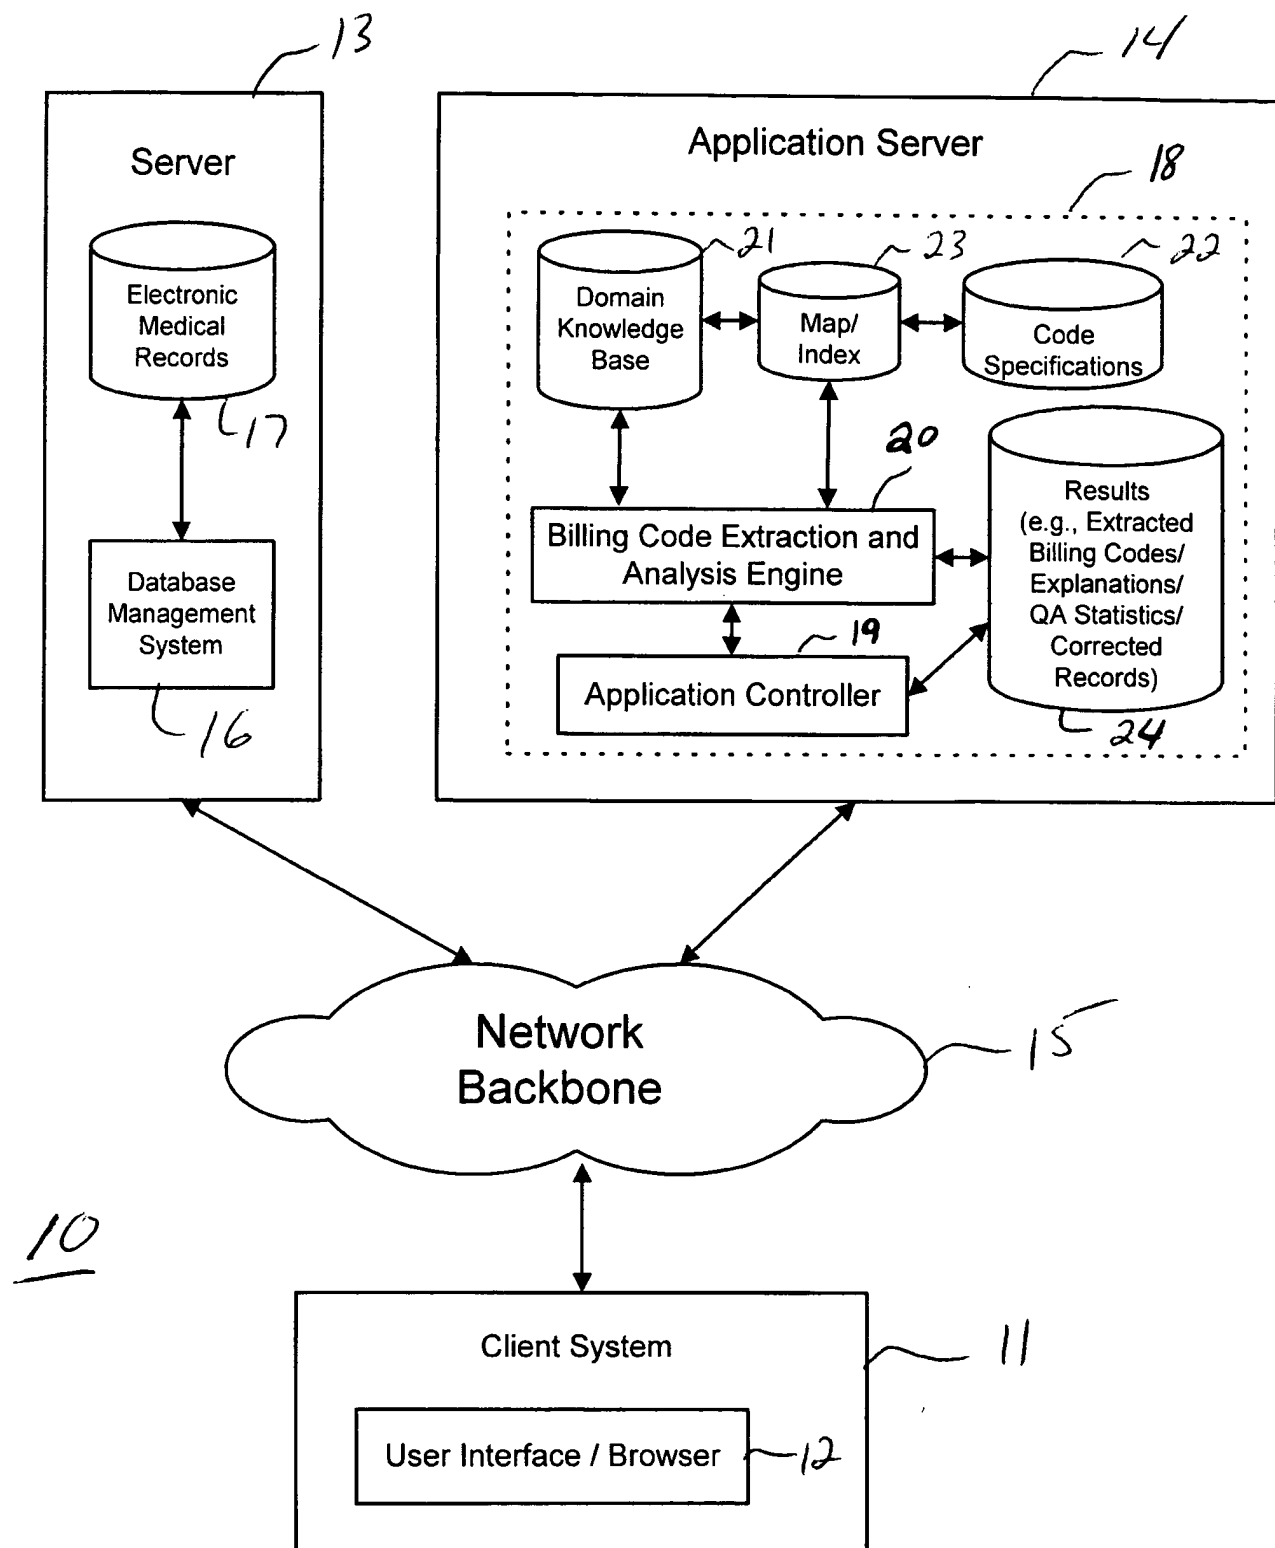 13
14
Server
Application Server
18
Electronic
Medical
Records
17
21
23
22
Domain
Knowledge
Base
Map/
Index
Code
Specifications
20
Billing Code Extraction and
Analysis Engine
Results
(e.g., Extracted
Billing Codes/
Explanations/
QA Statistics/
Corrected
Records)
Database
Management
System
16
19
Application Controller
24
Network
Backbone
15
10
Client System
11
User Interface / Browser
12